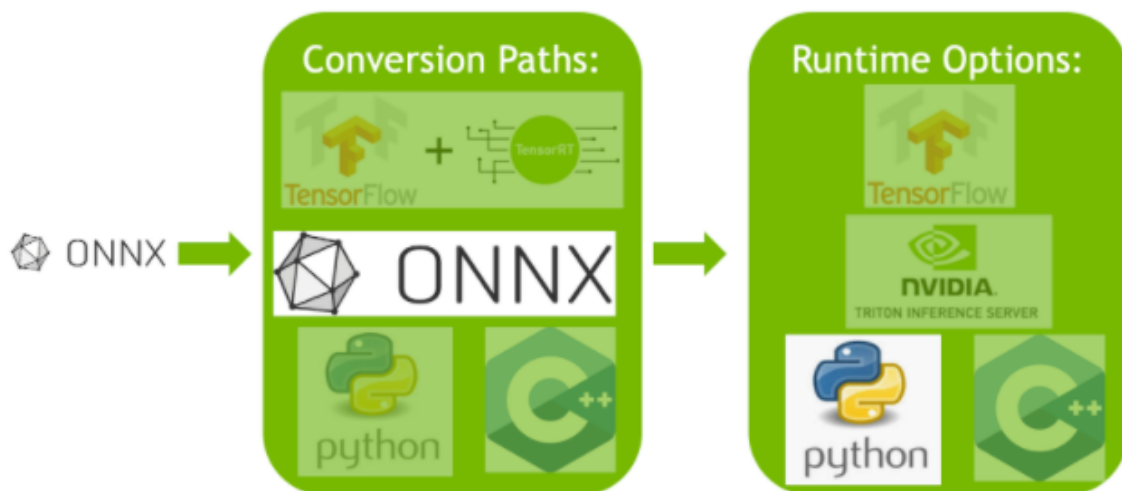 Conversion Paths:
TensorFlow
+
TensorRT
ONNX
ONNX
python
C++
Runtime Options:
TensorFlow
NVIDIA.
TRITON INFERENCE SERVER
python
C++